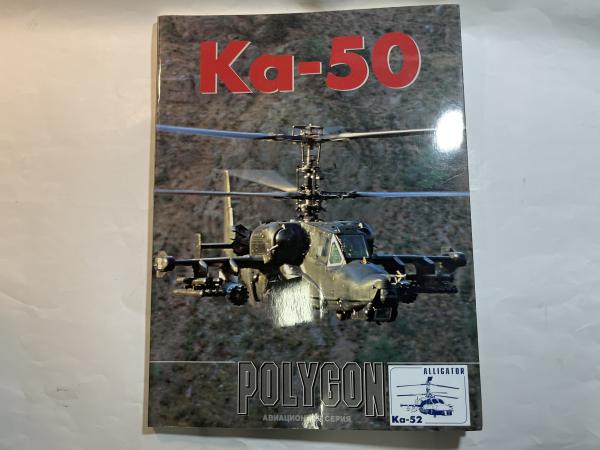 Ka-50
POLYGON
АВИАЦИОННАЯ СЕРИЯ
ALLIGATOR
Ka-52